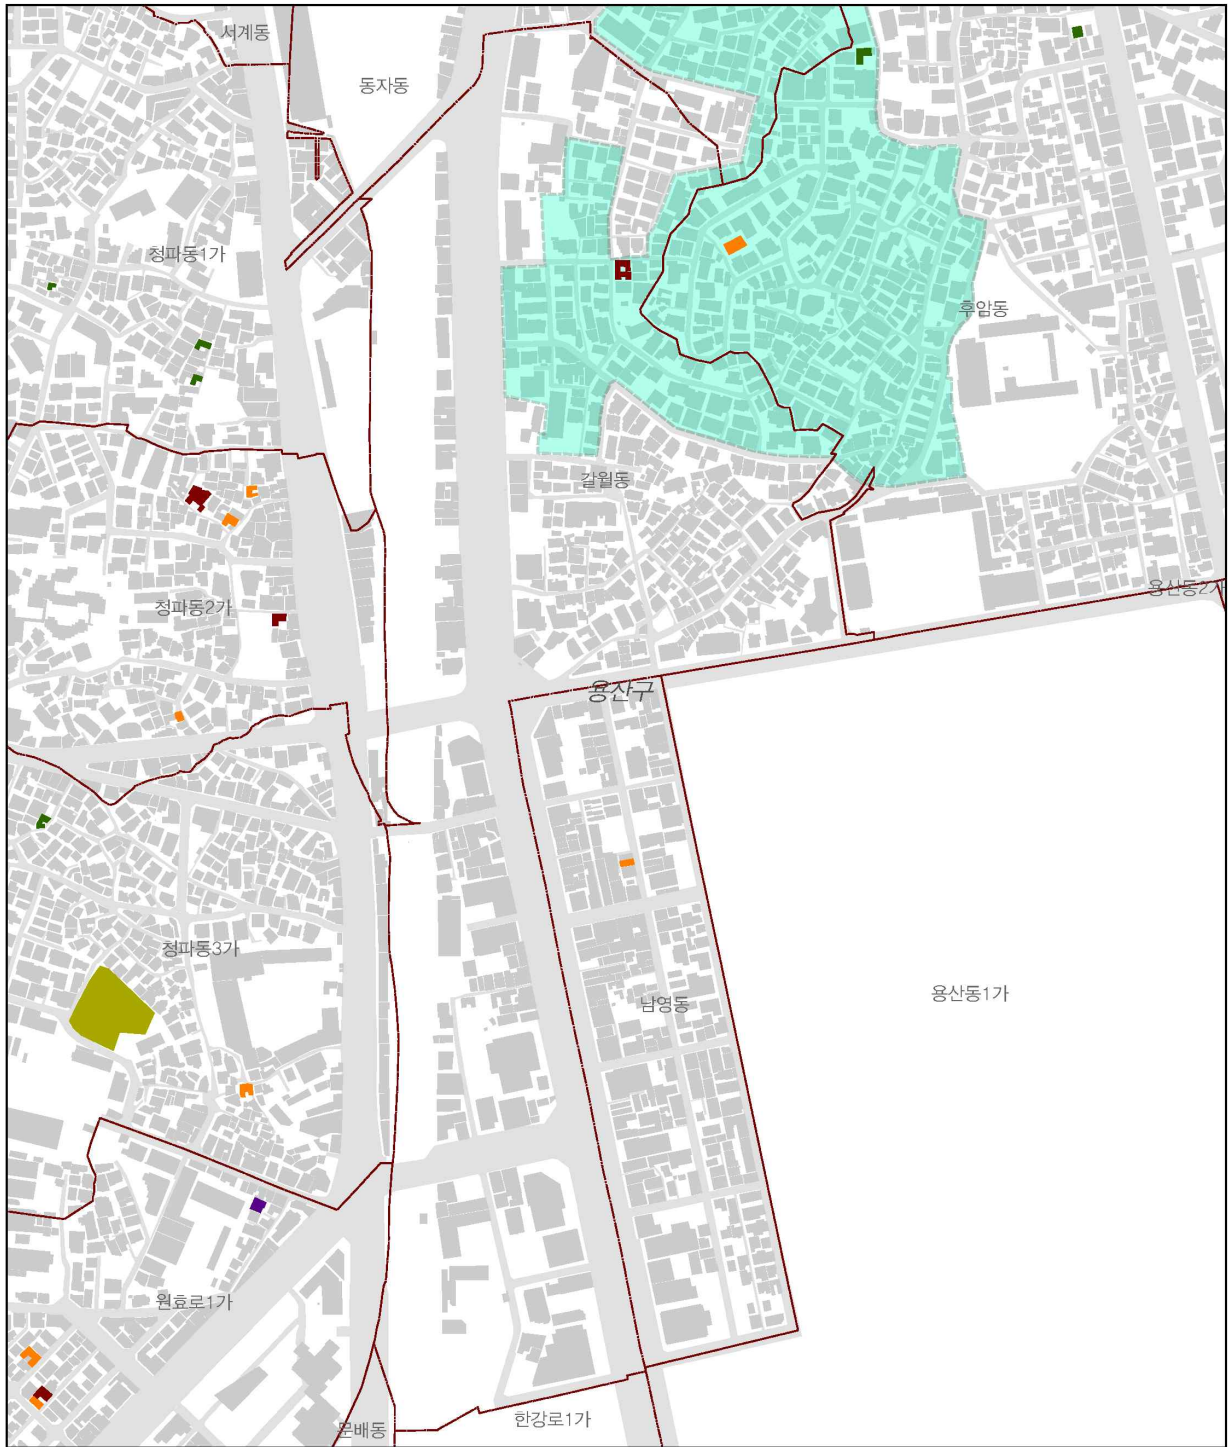 서계동
동자동
청파동1가
후암동
갈월동
용산동2가
청파동2가
용산구
청파동3가
용산동1가
남영동
원효로1가
한강로1가
문배동